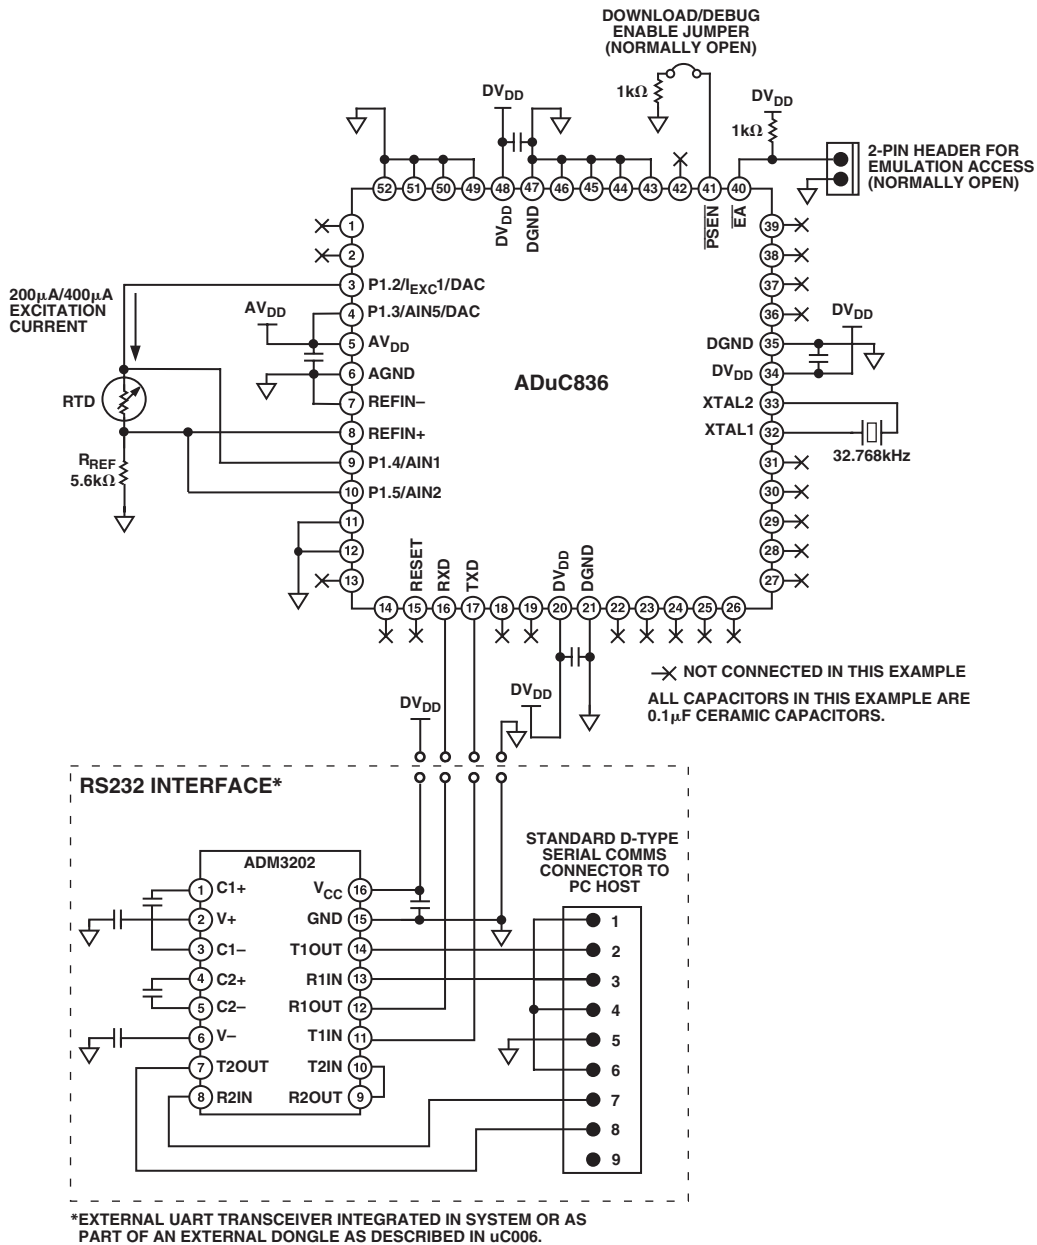 DOWNLOAD/DEBUG
ENABLE JUMPER
(NORMALLY OPEN)
1kΩ
DVDD
1kΩ
DVDD
2-PIN HEADER FOR
EMULATION ACCESS
(NORMALLY OPEN)
52 51 50 49 48 47 46 45 44 43 42 41 40
DVDD
DGND
PSEN
EA
1
2
3 P1.2/IEXC1/DAC
4 P1.3/AIN5/DAC
5 AVDD
6 AGND
7 REFIN–
8 REFIN+
9 P1.4/AIN1
10 P1.5/AIN2
11
12
13
200μA/400μA
EXCITATION
CURRENT
AVDD
RTD
RREF
5.6kΩ
ADuC836
39
38
37
36
DGND 35
DVDD 34
XTAL2 33
XTAL1 32
31
30
29
28
27
DVDD
32.768kHz
RESET
RXD
TXD
DVDD
DGND
14 15 16 17 18 19 20 21 22 23 24 25 26
NOT CONNECTED IN THIS EXAMPLE
ALL CAPACITORS IN THIS EXAMPLE ARE
0.1μF CERAMIC CAPACITORS.
DVDD
DVDD
RS232 INTERFACE*
ADM3202
1 C1+
2 V+
3 C1–
4 C2+
5 C2–
6 V–
7 T2OUT
8 R2IN
VCC 16
GND 15
T1OUT 14
R1IN 13
R1OUT 12
T1IN 11
T2IN 10
R2OUT 9
STANDARD D-TYPE
SERIAL COMMS
CONNECTOR TO
PC HOST
1
2
3
4
5
6
7
8
9
*EXTERNAL UART TRANSCEIVER INTEGRATED IN SYSTEM OR AS
PART OF AN EXTERNAL DONGLE AS DESCRIBED IN uC006.